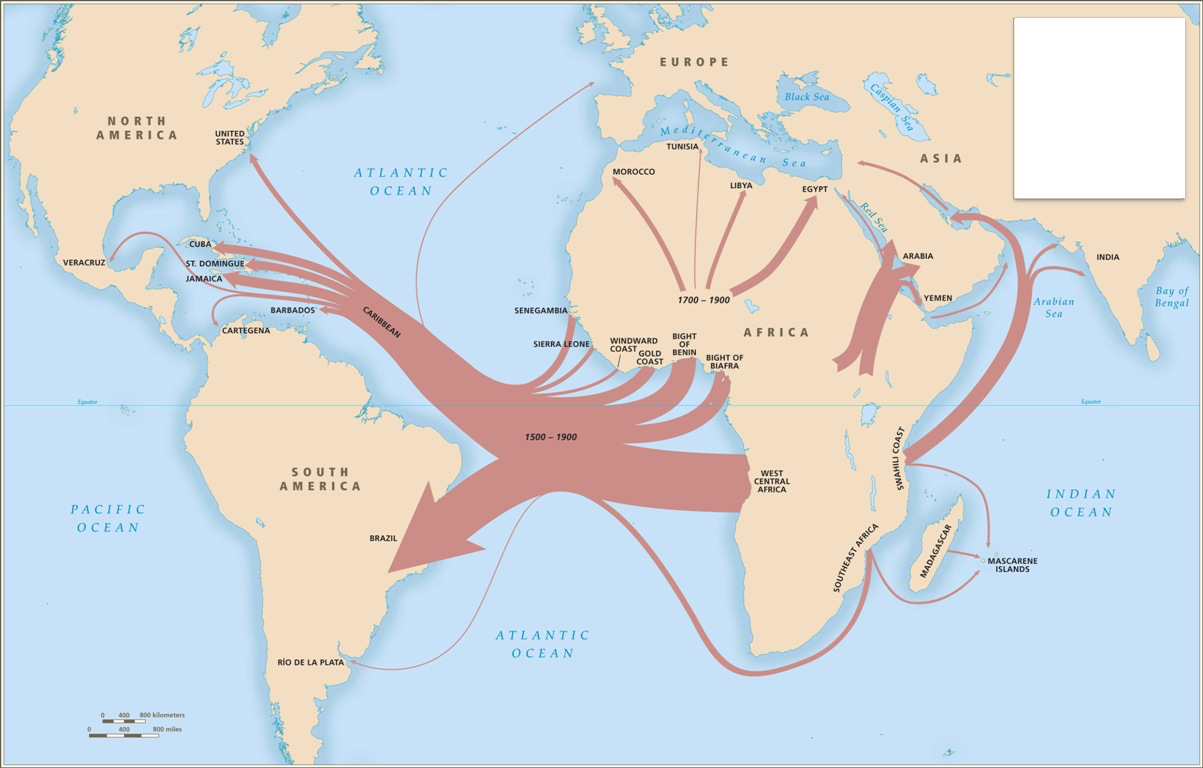 EUROPE
Black Sea
Caspian Sea
NORTH
AMERICA
UNITED
STATES
Mediterranean Sea
TUNISIA
ASIA
ATLANTIC
OCEAN
MOROCCO
LIBYA
EGYPT
Red Sea
CUBA
VERACRUZ
ST. DOMINGUE
JAMAICA
ARABIA
INDIA
BARBADOS
CARIBBEAN
CARTEGENA
SENEGAMBIA
1700 – 1900
YEMEN
Arabian
Sea
Bay of
Bengal
SIERRA LEONE
WINDWARD
COAST
GOLD
COAST
BIGHT
OF
BENIN
BIGHT OF
BIAFRA
AFRICA
Equator
Equator
1500 – 1900
SOUTH
AMERICA
WEST
CENTRAL
AFRICA
SWAHILI COAST
PACIFIC
OCEAN
INDIAN
OCEAN
BRAZIL
SOUTHEAST AFRICA
MADAGASCAR
MASCARENE
ISLANDS
ATLANTIC
OCEAN
RÍO DE LA PLATA
0 400 800 kilometers
0 400 800 miles